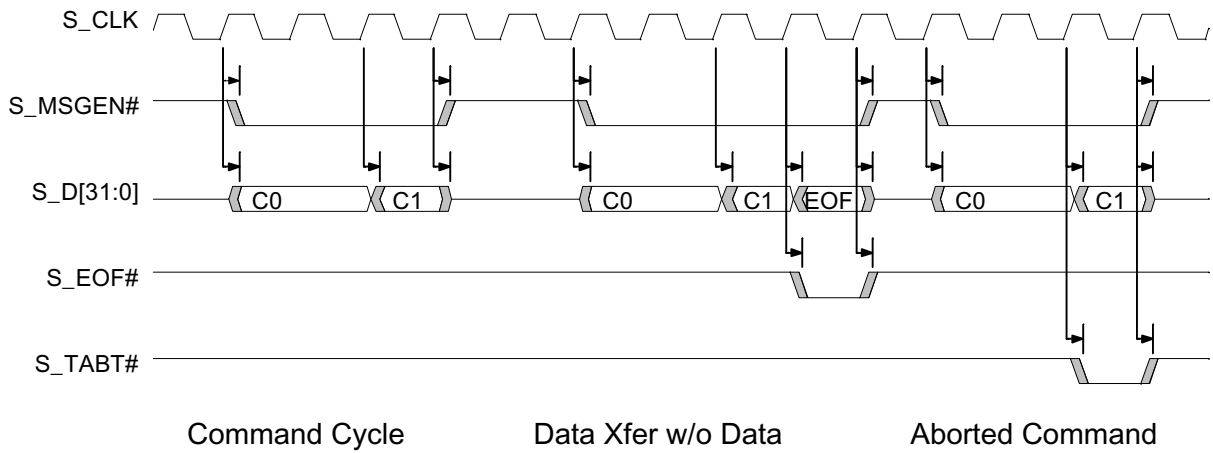 S_CLK
S_MSGEN#
S_D[31:0] C0 C1 C0 C1 EOF C0 C1
S_EOF#
S_TABT#
Command Cycle Data Xfer w/o Data Aborted Command